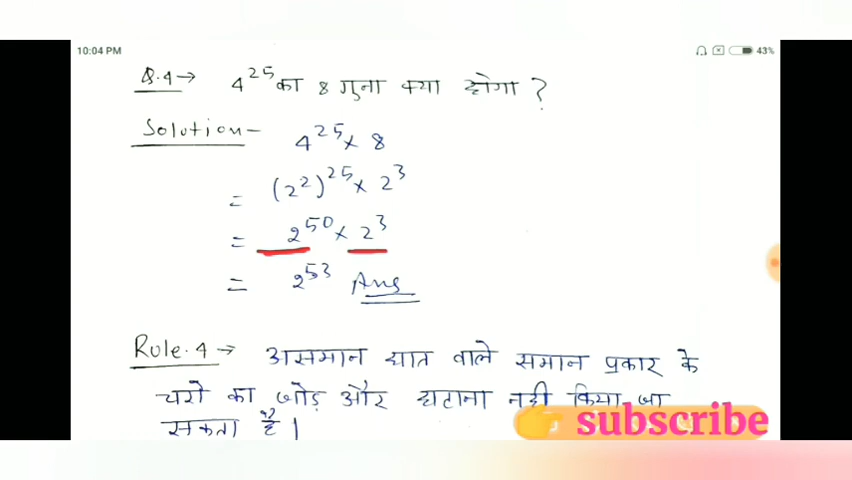 10:04 PM 43%
Q.4→ 4^25 का 8 गुना क्या होगा ?
Solution- 4^25 × 8
= (2^2)^25 × 2^3
= 2^50 × 2^3
= 2^53 Ans
Rule.4→ असमान घात वाले समान प्रकार के
चरो का जोड़ और घटाना नही किया जा
सकता है।
subscribe